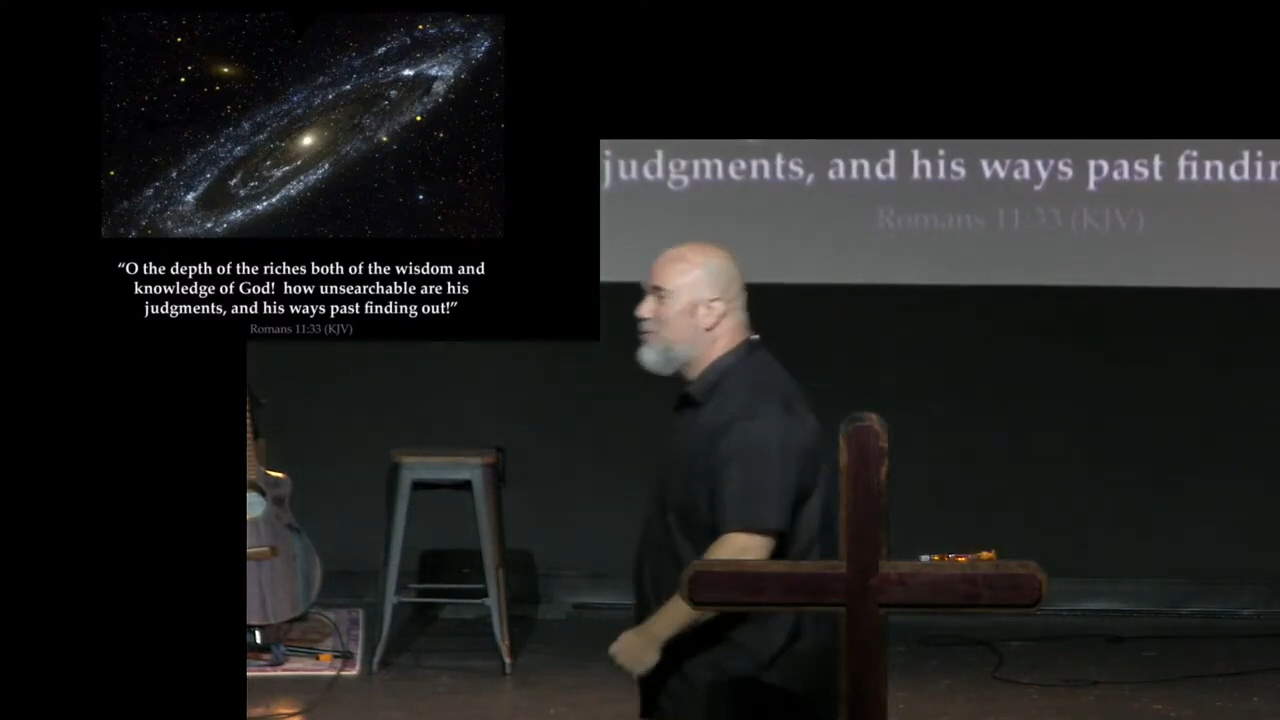 “O the depth of the riches both of the wisdom and
knowledge of God!  how unsearchable are his
judgments, and his ways past finding out!”
Romans 11:33 (KJV)
judgments, and his ways past findin
Romans 11:33 (KJV)